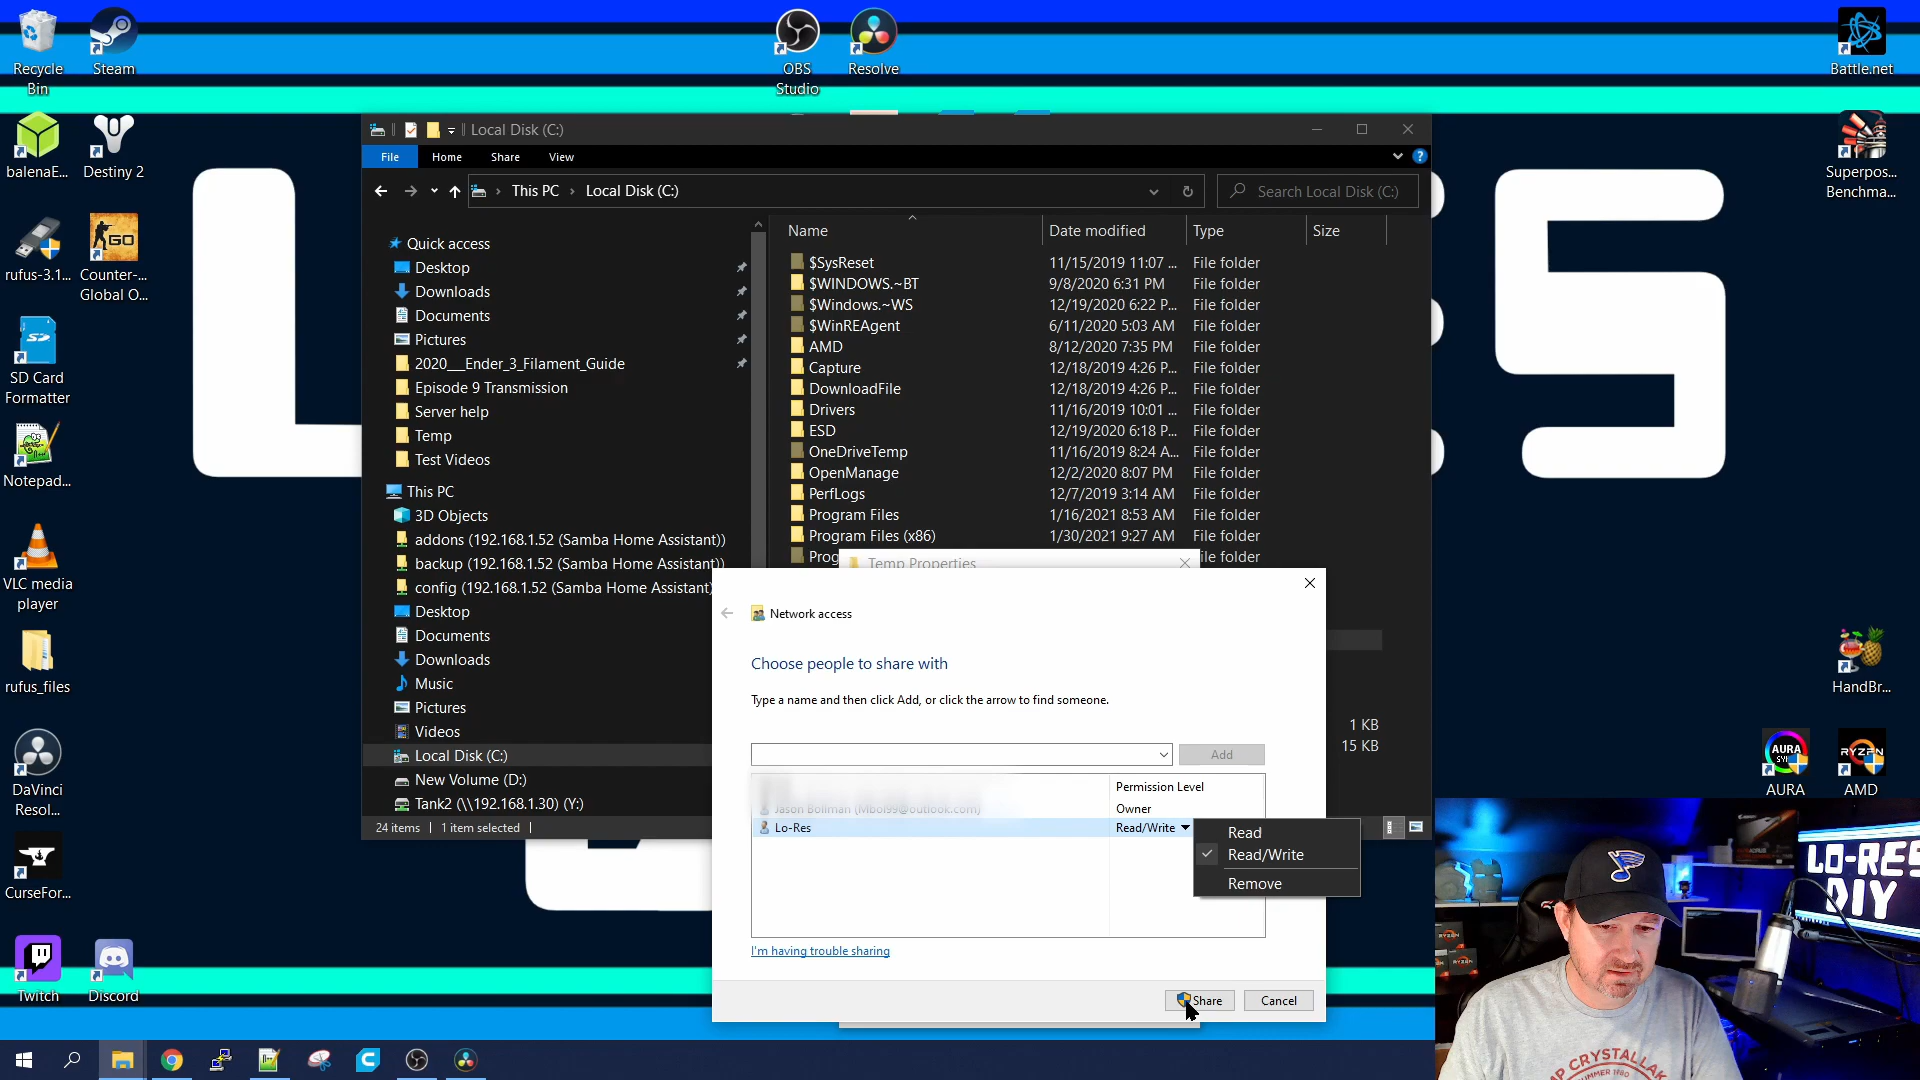 Recycle Bin
Steam
OBS Studio
Resolve
Battle.net
balenaE...
Destiny 2
Superpos... Benchma...
rufus-3.1...
Counter-... Global O...
SD Card Formatter
Notepad...
VLC media player
rufus_files
HandBr...
DaVinci Resol...
AURA
AMD
CurseFor...
Twitch
Discord
Local Disk (C:)
File
Home
Share
View
This PC
Local Disk (C:)
Search Local Disk (C:)
Name
Date modified
Type
Size
Quick access
Desktop
Downloads
Documents
Pictures
2020___Ender_3_Filament_Guide
Episode 9 Transmission
Server help
Temp
Test Videos
This PC
3D Objects
addons (192.168.1.52 (Samba Home Assistant))
backup (192.168.1.52 (Samba Home Assistant))
config (192.168.1.52 (Samba Home Assistant)
Desktop
Documents
Downloads
Music
Pictures
Videos
Local Disk (C:)
New Volume (D:)
Tank2 (\\192.168.1.30) (Y:)
$SysReset 11/15/2019 11:07 ... File folder
$WINDOWS.~BT 9/8/2020 6:31 PM File folder
$Windows.~WS 12/19/2020 6:22 P... File folder
$WinREAgent 6/11/2020 5:03 AM File folder
AMD 8/12/2020 7:35 PM File folder
Capture 12/18/2019 4:26 P... File folder
DownloadFile 12/18/2019 4:26 P... File folder
Drivers 11/16/2019 10:01 ... File folder
ESD 12/19/2020 6:18 P... File folder
OneDriveTemp 11/16/2019 8:24 A... File folder
OpenManage 12/2/2020 8:07 PM File folder
PerfLogs 12/7/2019 3:14 AM File folder
Program Files 1/16/2021 8:53 AM File folder
Program Files (x86) 1/30/2021 9:27 AM File folder
Prog
ile folder
1 KB
15 KB
24 items
1 item selected
Temp Properties
Network access
Choose people to share with
Type a name and then click Add, or click the arrow to find someone.
Add
Permission Level
Owner
Lo-Res Read/Write
Read
Read/Write
Remove
I'm having trouble sharing
Share
Cancel
LO-RES
DIY
AURA
RYZEN
GO
SD
CRYSTAL LAK